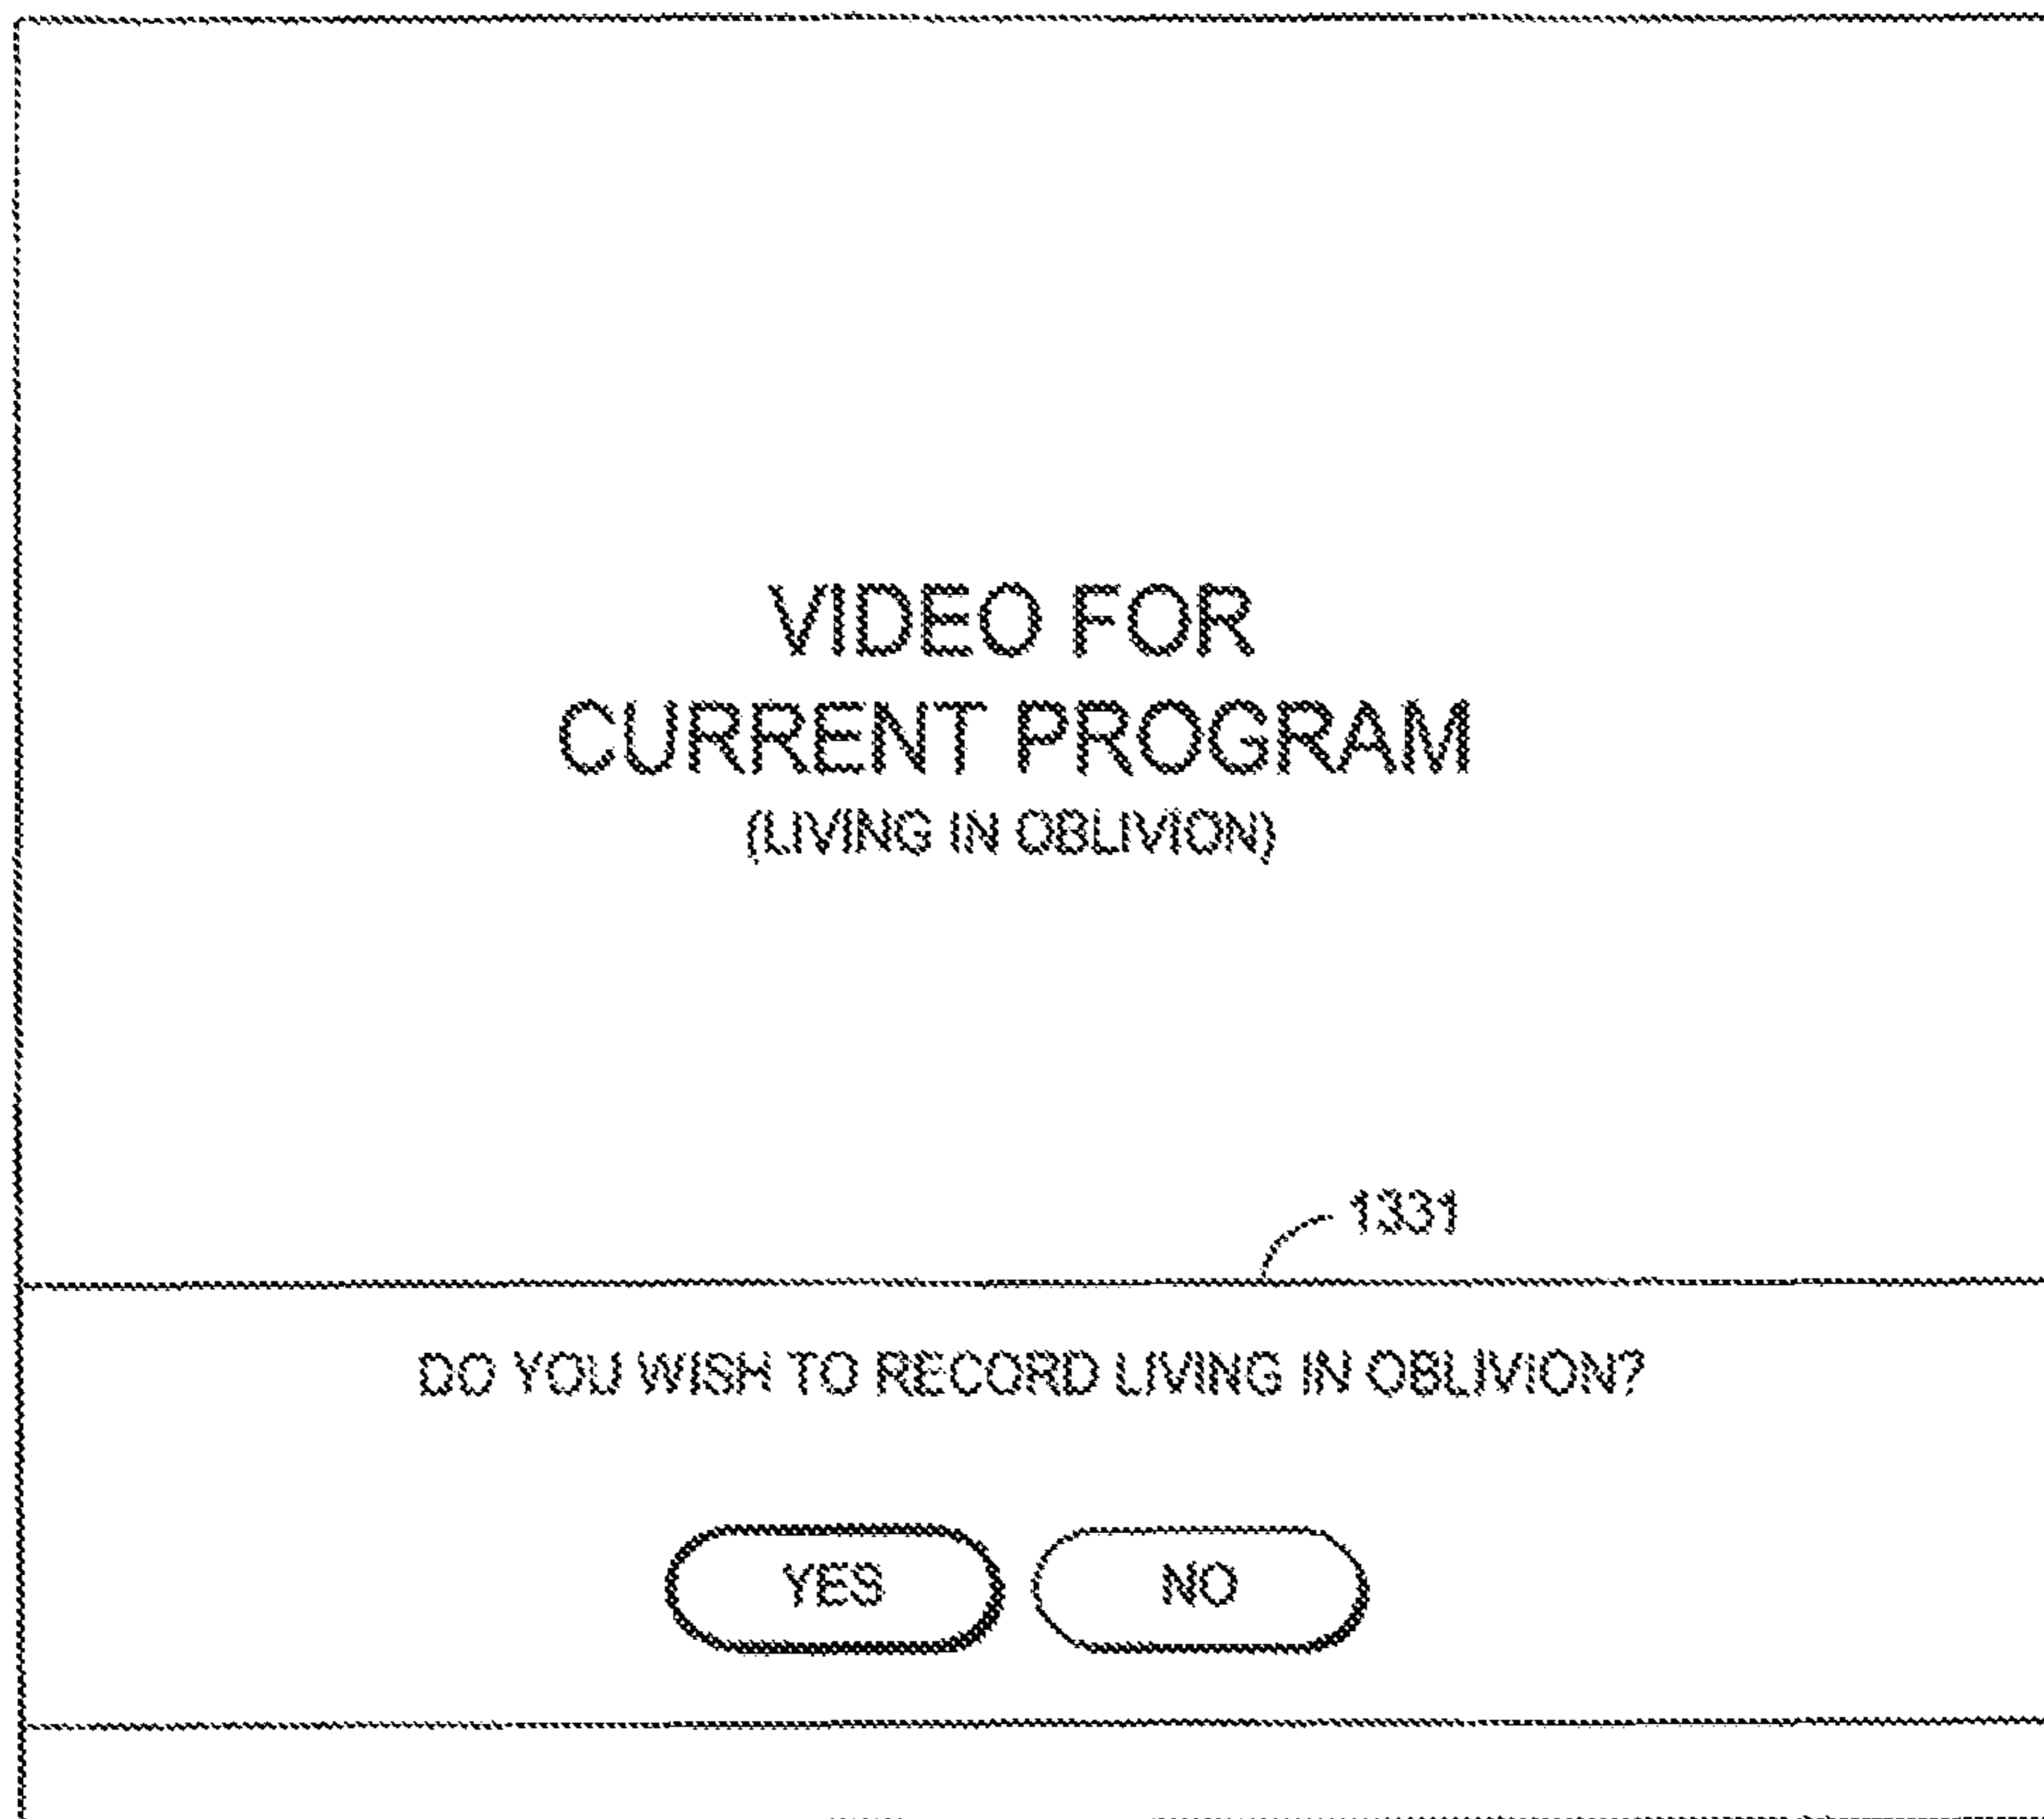 VIDEO FOR
CURRENT PROGRAM
(LIVING IN OBLIVION)
1331
DO YOU WISH TO RECORD LIVING IN OBLIVION?
YES NO